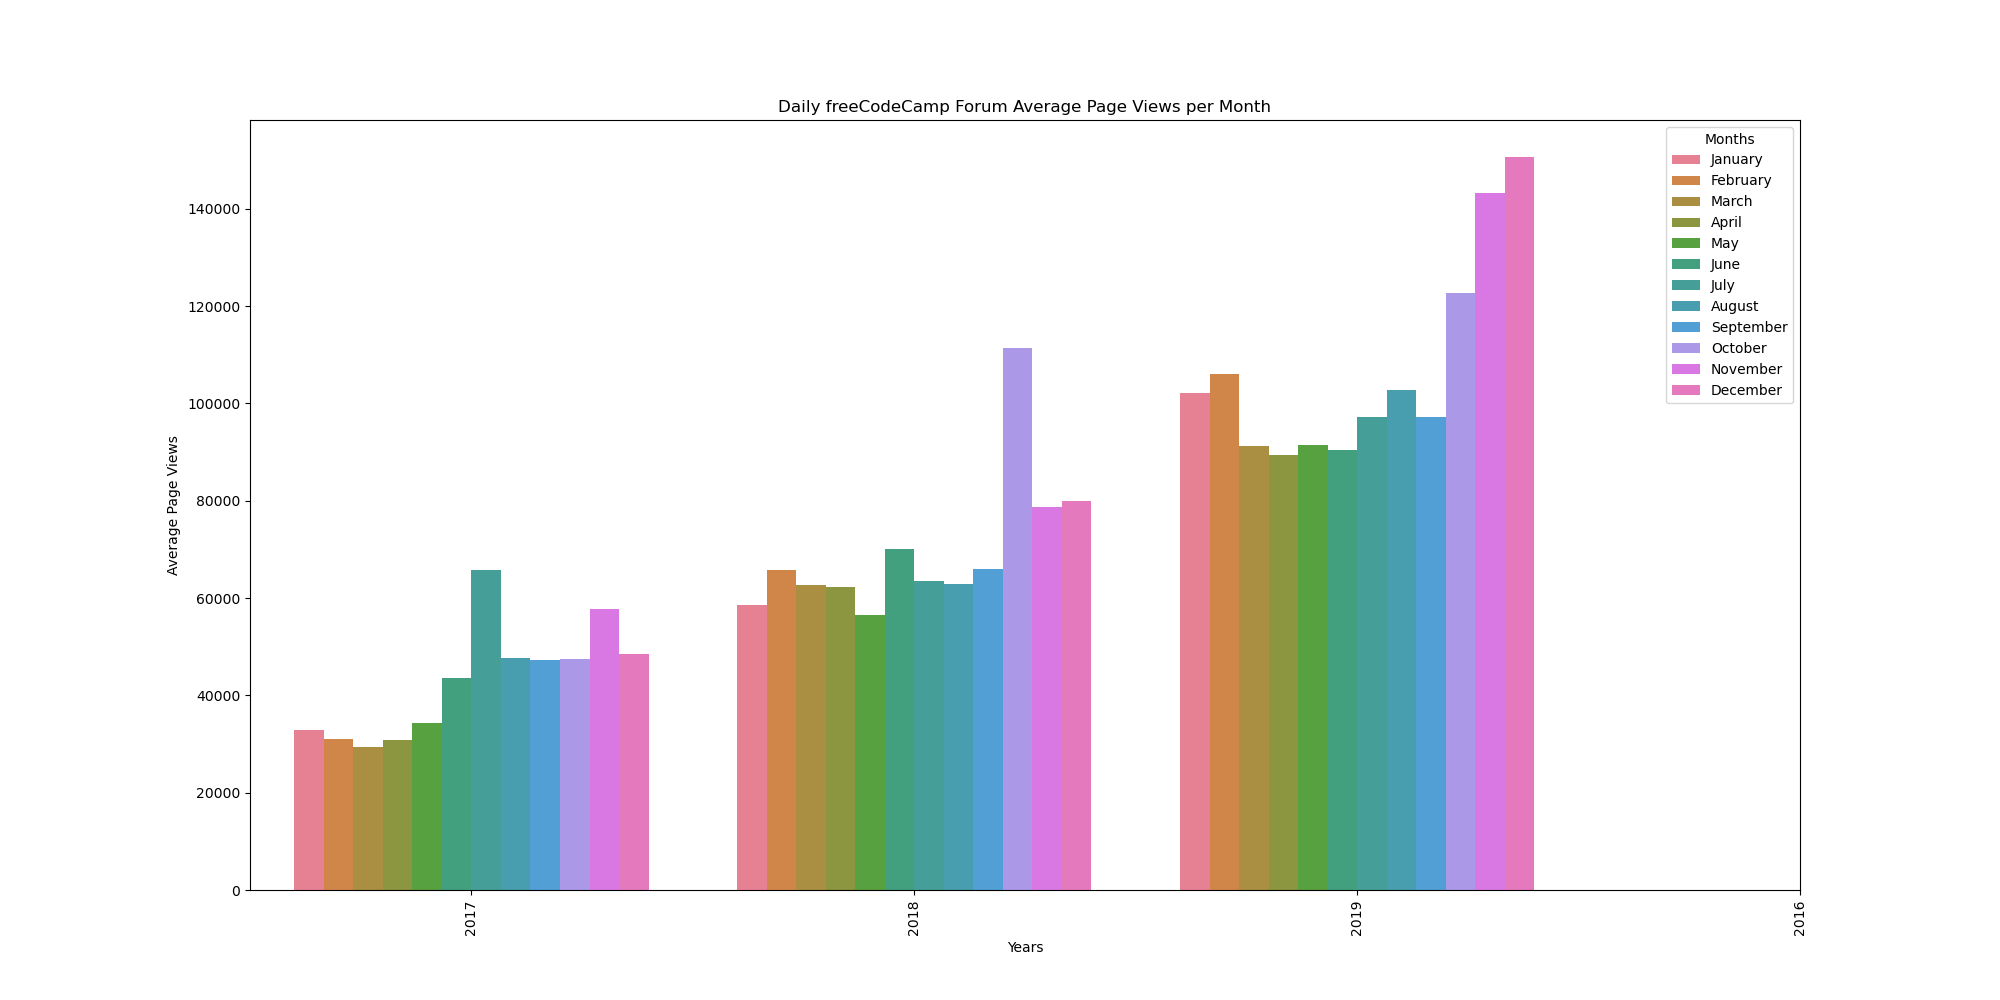 Daily freeCodeCamp Forum Average Page Views per Month
Months
January
February
March
April
May
June
July
August
September
October
November
December
140000
120000
100000
80000
60000
40000
20000
0
Average Page Views
2017
2018
2019
2016
Years